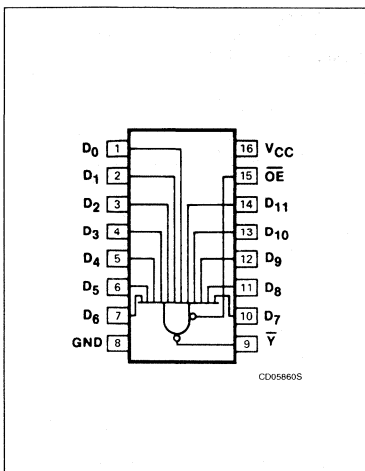 D0 1 16 VCC
D1 2 15 OE
D2 3 14 D11
D3 4 13 D10
D4 5 12 D9
D5 6 11 D8
D6 7 10 D7
GND 8 9 Y
CD05860S